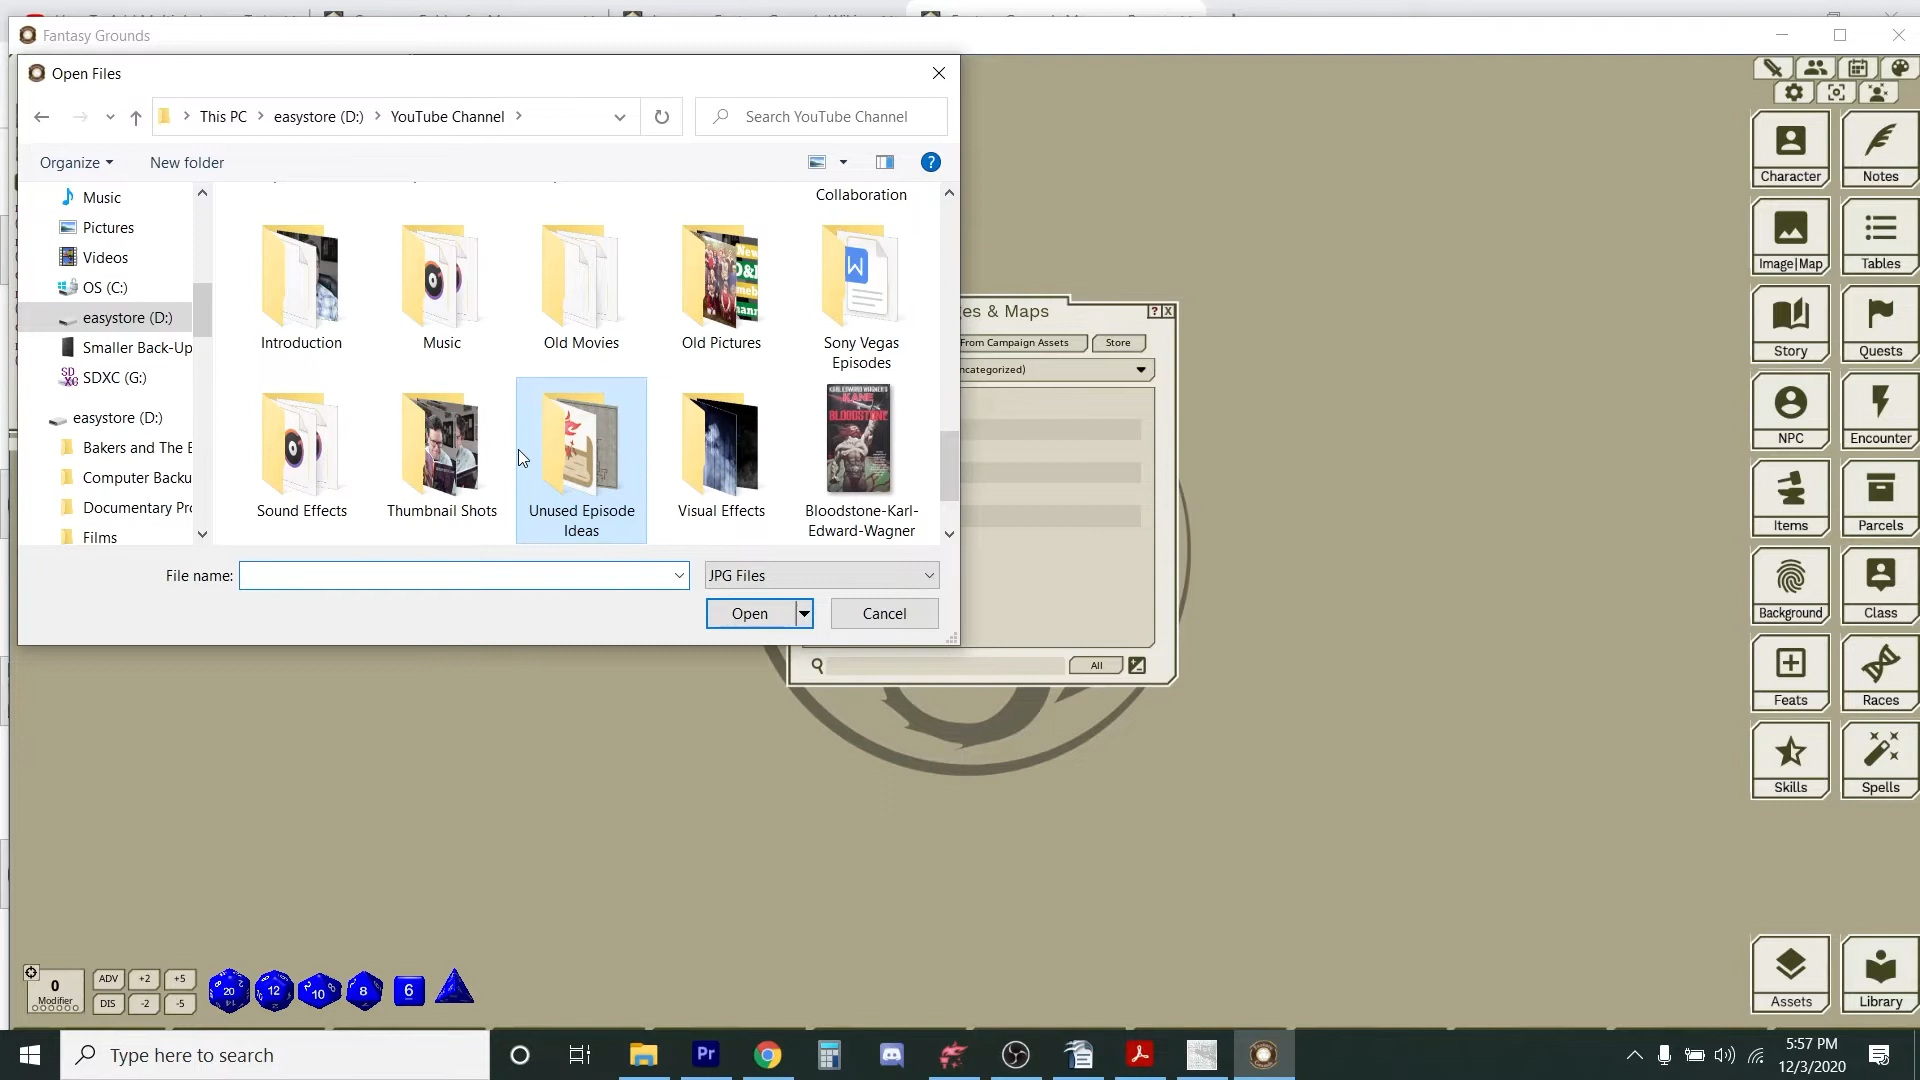 Fantasy Grounds
Open Files
This PC
easystore (D:)
YouTube Channel
Search YouTube Channel
Organize
New folder
Music
Pictures
Videos
OS (C:)
easystore (D:)
Smaller Back-Up
SDXC (G:)
easystore (D:)
Bakers and The E
Computer Backu
Documentary Pr
Films
Collaboration
Introduction
Music
Old Movies
Old Pictures
Sony Vegas
Episodes
Sound Effects
Thumbnail Shots
Unused Episode
Ideas
Visual Effects
Bloodstone-Karl-
Edward-Wagner
File name:
JPG Files
Open
Cancel
es & Maps
From Campaign Assets
Store
ncategorized)
All
Character
Notes
Image|Map
Tables
Story
Quests
NPC
Encounter
Items
Parcels
Background
Class
Feats
Races
Skills
Spells
Assets
Library
0
Modifier
ADV
+2
+5
DIS
-2
-5
20
12
10
8
6
Type here to search
Pr
5:57 PM
12/3/2020